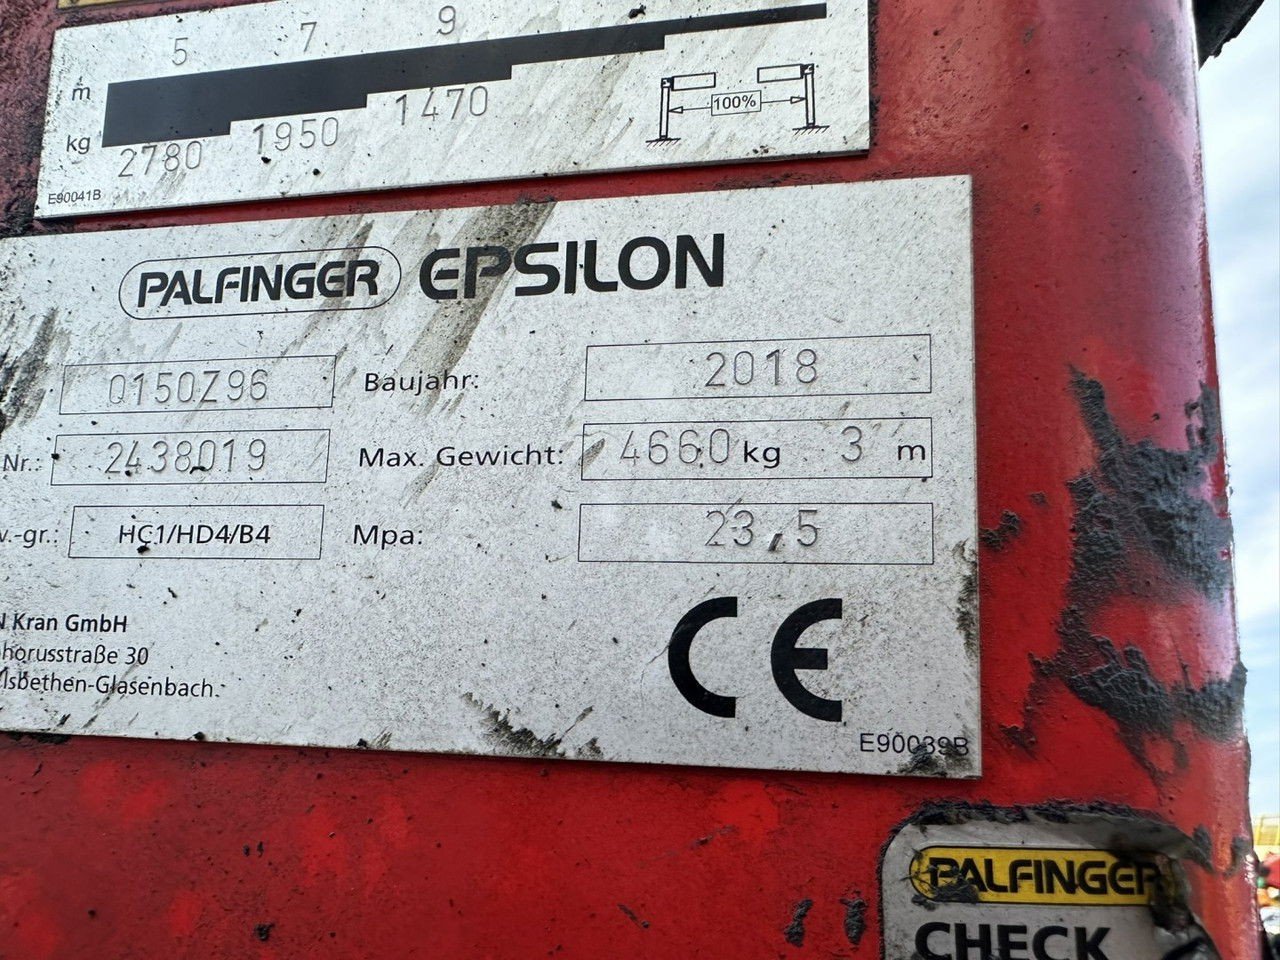 5 7 9
m
100%
kg 2780 1950 1470
E90041B
PALFINGER EPSILON
Q150Z96 Baujahr: 2018
Nr.: 2438019 Max. Gewicht: 4660 kg 3 m
-gr.: HC1/HD4/B4 Mpa: 23,5
Kran GmbH
horusstraße 30
lsbethen-Glasenbach.
E90039B
PALFINGER
CHECK